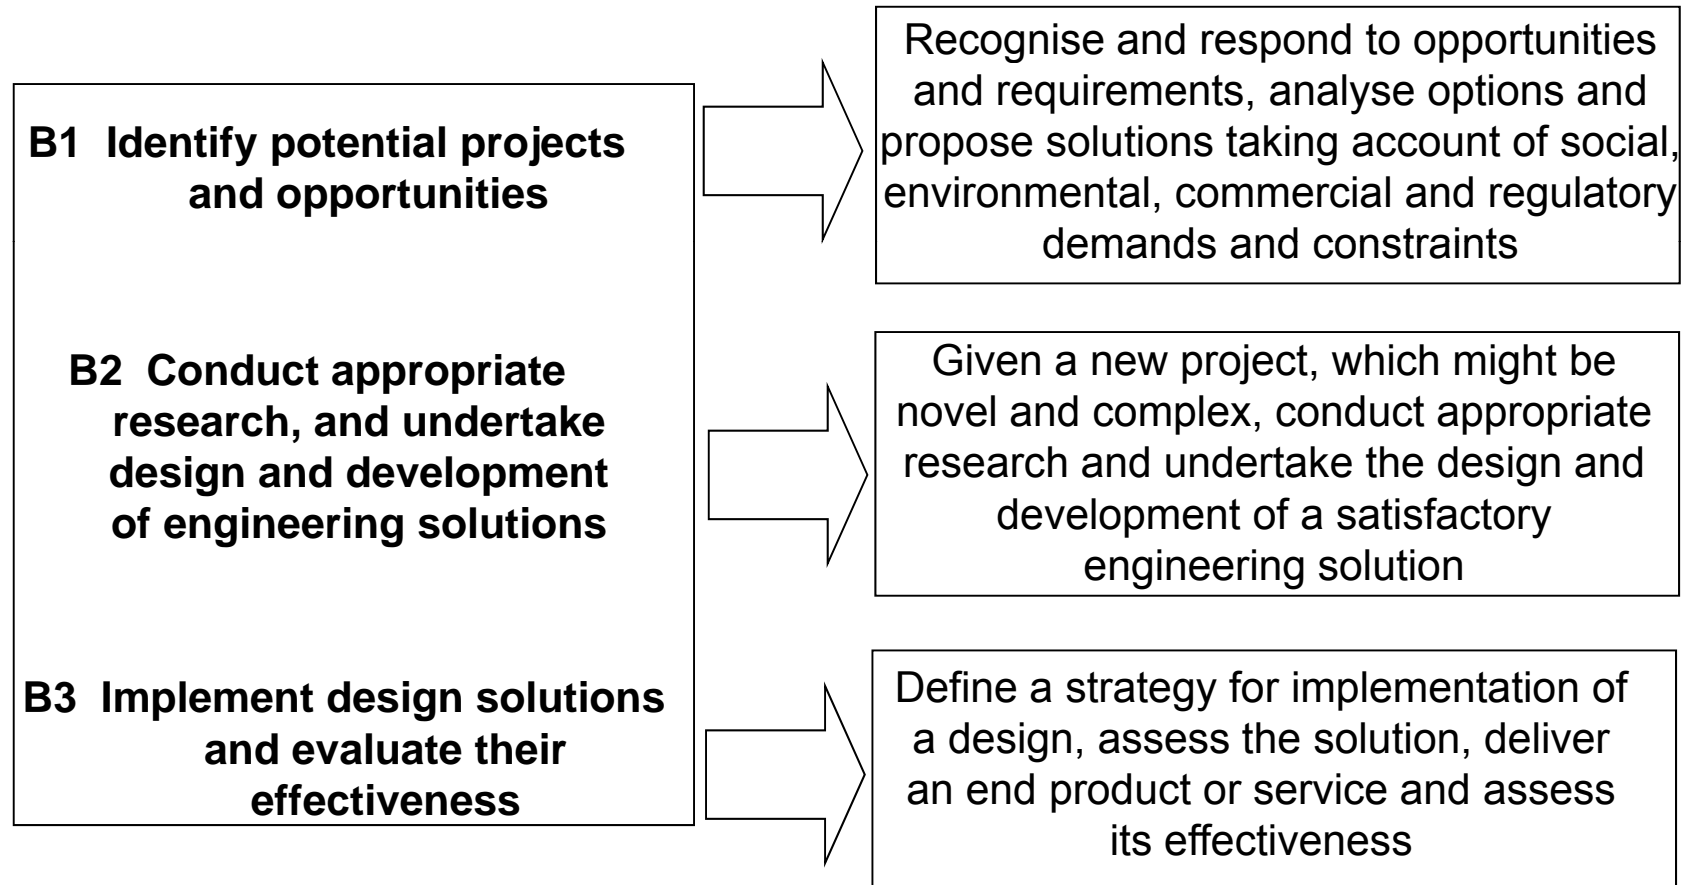 B1 Identify potential projects
and opportunities
Recognise and respond to opportunities
and requirements, analyse options and
propose solutions taking account of social,
environmental, commercial and regulatory
demands and constraints
B2 Conduct appropriate
research, and undertake
design and development
of engineering solutions
Given a new project, which might be
novel and complex, conduct appropriate
research and undertake the design and
development of a satisfactory
engineering solution
B3 Implement design solutions
and evaluate their
effectiveness
Define a strategy for implementation of
a design, assess the solution, deliver
an end product or service and assess
its effectiveness